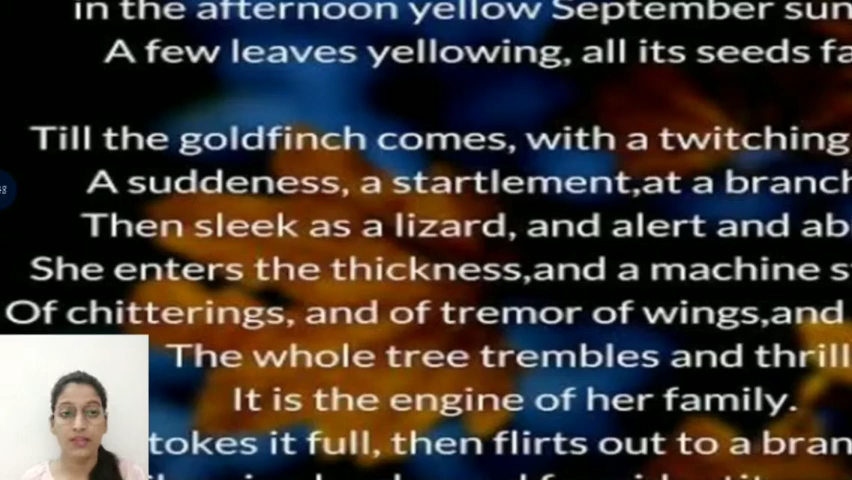 in the afternoon yellow September sun
A few leaves yellowing, all its seeds fa
Till the goldfinch comes, with a twitching
A suddeness, a startlement,at a branch
Then sleek as a lizard, and alert and ab
She enters the thickness,and a machine s
Of chitterings, and of tremor of wings,and
The whole tree trembles and thrill
It is the engine of her family.
tokes it full, then flirts out to a bran